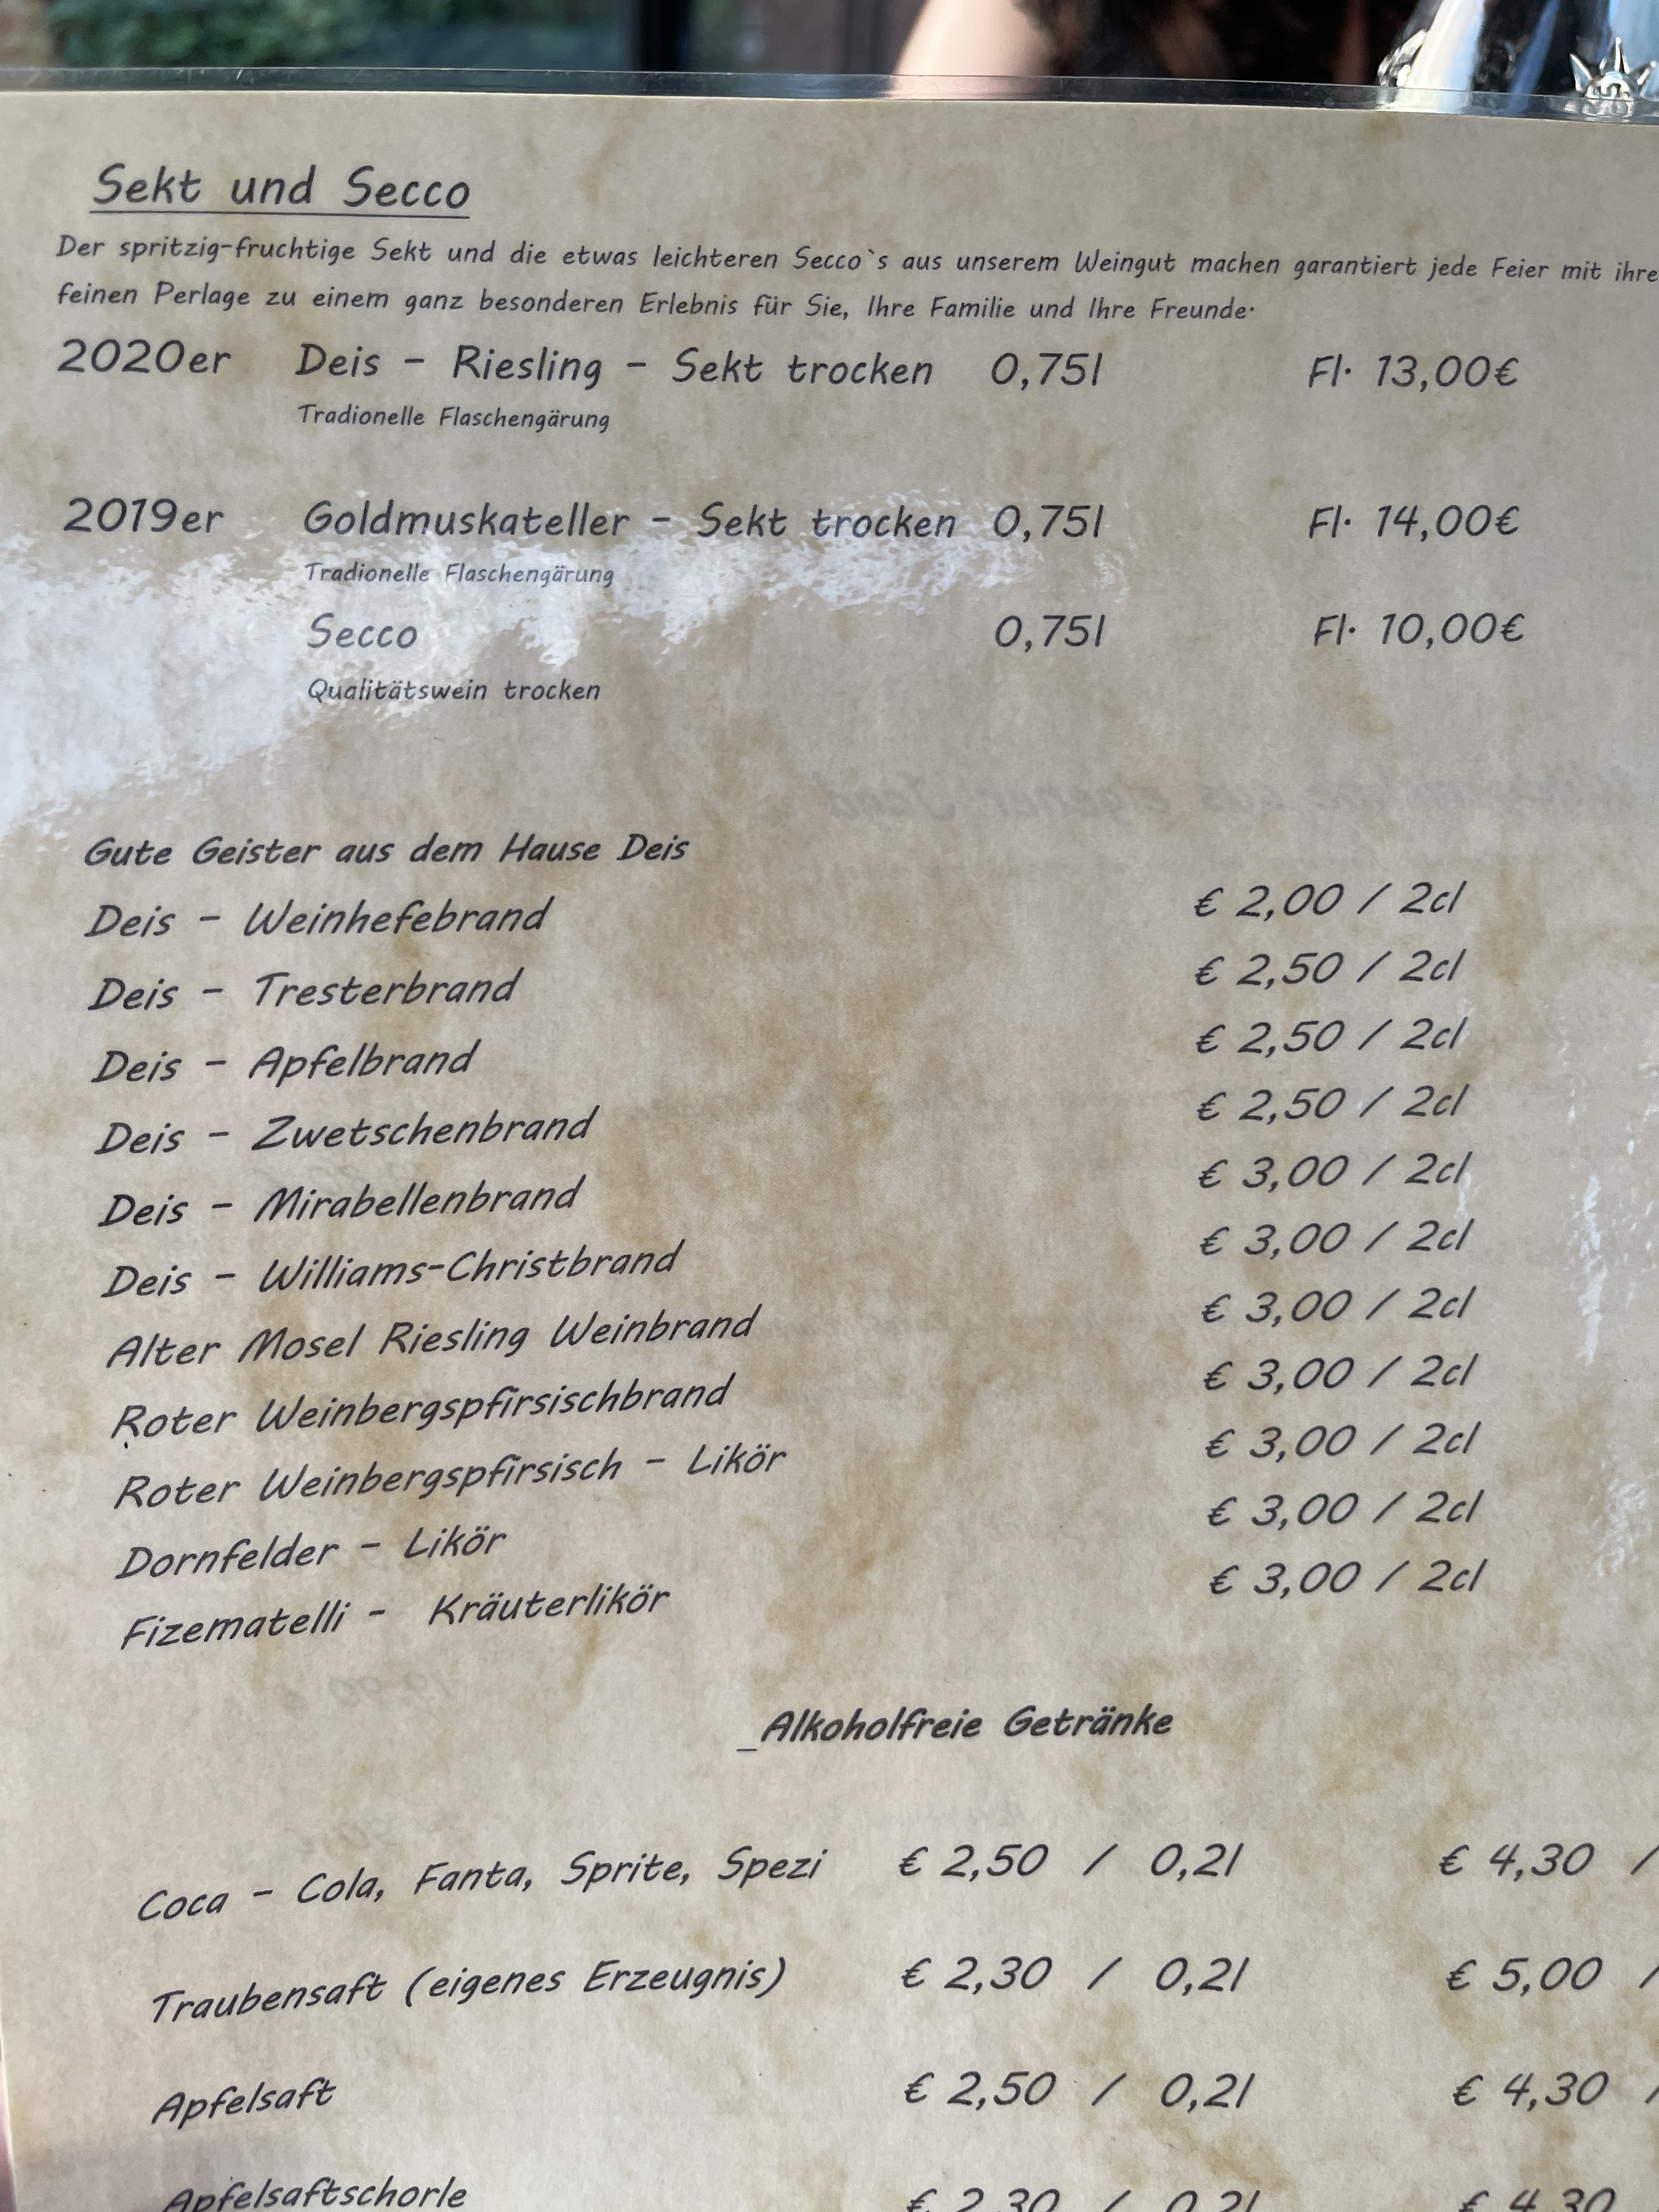 Sekt und Secco
Der spritzig-fruchtige Sekt und die etwas leichteren Secco`s aus unserem Weingut machen garantiert jede Feier mit ihre
feinen Perlage zu einem ganz besonderen Erlebnis für Sie, Ihre Familie und Ihre Freunde.
2020er Deis - Riesling - Sekt trocken 0,75l Fl. 13,00€
Tradionelle Flaschengärung
2019er Goldmuskateller - Sekt trocken 0,75l Fl. 14,00€
Tradionelle Flaschengärung
Secco 0,75l Fl. 10,00€
Qualitätswein trocken
Gute Geister aus dem Hause Deis
Deis - Weinhefebrand € 2,00 / 2cl
Deis - Tresterbrand € 2,50 / 2cl
Deis - Apfelbrand € 2,50 / 2cl
Deis - Zwetschenbrand € 2,50 / 2cl
Deis - Mirabellenbrand € 3,00 / 2cl
Deis - Williams-Christbrand € 3,00 / 2cl
Alter Mosel Riesling Weinbrand € 3,00 / 2cl
Roter Weinbergspfirsischbrand € 3,00 / 2cl
Roter Weinbergspfirsisch - Likör € 3,00 / 2cl
Dornfelder - Likör € 3,00 / 2cl
Fizematelli - Kräuterlikör € 3,00 / 2cl
_Alkoholfreie Getränke
Coca - Cola, Fanta, Sprite, Spezi € 2,50 / 0,2l € 4,30 /
Traubensaft (eigenes Erzeugnis) € 2,30 / 0,2l € 5,00 /
Apfelsaft € 2,50 / 0,2l € 4,30 /
Apfelsaftschorle € 2,30 / 0,2l € 4,30